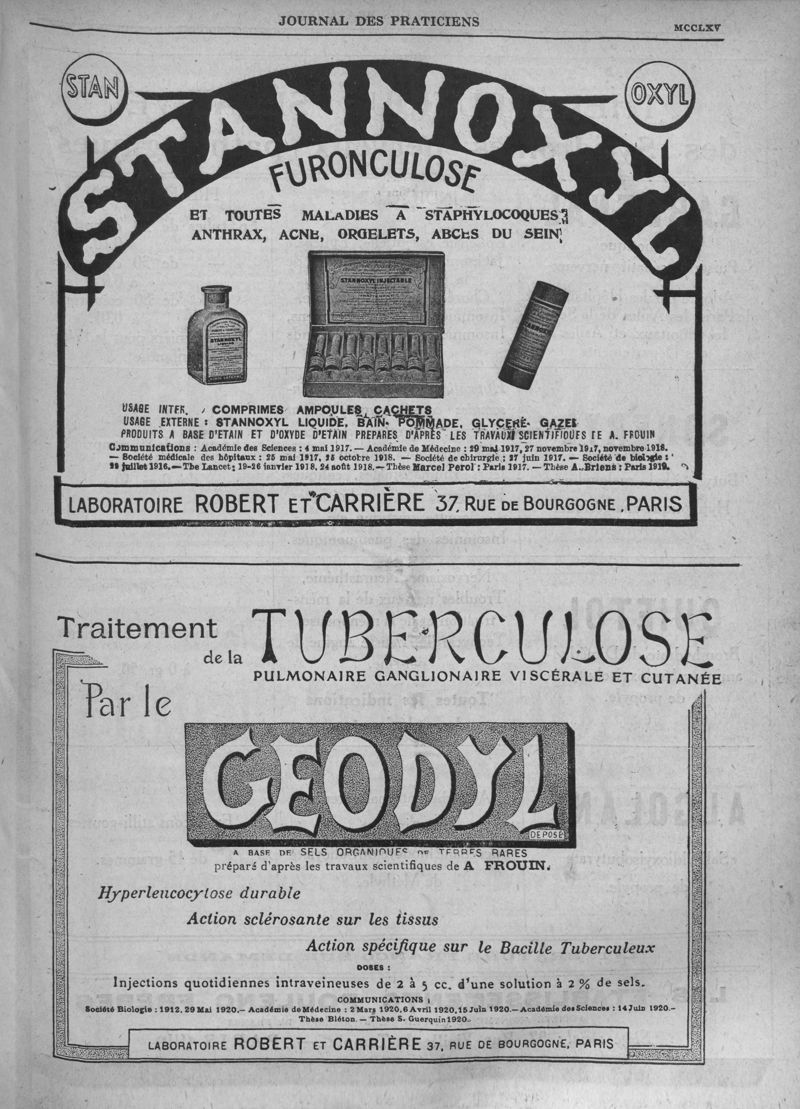 JOURNAL DES PRATICIENS
MCCLXV
STAN
OXYL
STANNOXYL
FURONCULOSE
ET TOUTES MALADIES A STAPHYLOCOQUES
ANTHRAX, ACNE, ORGELETS, ABCES DU SEIN
STANNOXYL INJECTABLE
STANNOXYL
STANNOXYL
USAGE INTER. COMPRIMES AMPOULES, CACHETS
USAGE EXTERNE : STANNOXYL LIQUIDE, BAIN- POMMADE, GLYCERÉ- GAZE
PRODUITS A BASE D'ETAIN ET D'OXYDE D'ETAIN PREPARES D'APRÈS LES TRAVAUX SCIENTIFIQUES DE A. FROUIN
Communications : Académie des Sciences : 4 mai 1917. — Académie de Médecine : 29 mai 1917, 27 novembre 1917, novembre 1918.
— Société médicale des hôpitaux : 25 mai 1917, 25 octobre 1918. — Société de chirurgie : 27 juin 1917. — Société de biologie :
29 juillet 1916. — The Lancet : 19-26 janvier 1918, 24 août 1918. — Thèse Marcel Perol : Paris 1917. — Thèse A. Briens : Paris 1919.
LABORATOIRE ROBERT ET CARRIÈRE 37, RUE DE BOURGOGNE, PARIS
Traitement
de la TUBERCULOSE
PULMONAIRE GANGLIONAIRE VISCÉRALE ET CUTANÉE
Par le
GEODYL
DEPOSE
A BASE DE SELS ORGANIQUES DE TERRES RARES
préparé d'après les travaux scientifiques de A FROUIN.
Hyperleucocytose durable
Action sclérosante sur les tissus
Action spécifique sur le Bacille Tuberculeux
DOSES :
Injections quotidiennes intraveineuses de 2 à 5 cc. d'une solution à 2 % de sels.
COMMUNICATIONS :
Société Biologie : 1912, 29 Mai 1920. — Académie de Médecine : 2 Mars 1920, 6 Avril 1920, 15 Juin 1920. — Académie des Sciences : 14 Juin 1920. —
Thèse Bléton. — Thèse S. Guerquin 1920.
LABORATOIRE ROBERT ET CARRIÈRE 37, RUE DE BOURGOGNE, PARIS